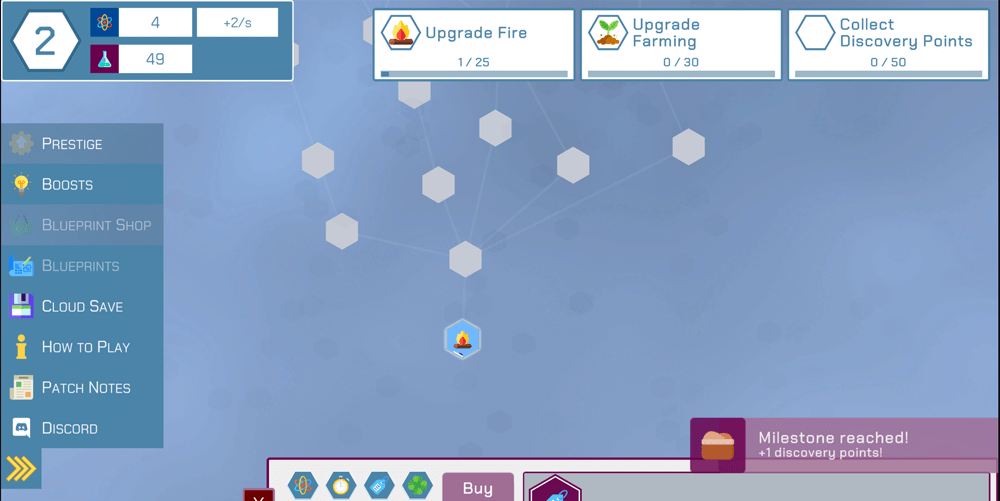 2
4
+2/s
49
Upgrade Fire
1 / 25
Upgrade
Farming
0 / 30
Collect
Discovery Points
0 / 50
PRESTIGE
BOOSTS
BLUEPRINT SHOP
BLUEPRINTS
CLOUD SAVE
HOW TO PLAY
PATCH NOTES
DISCORD
Milestone reached!
+1 discovery points!
Buy
X